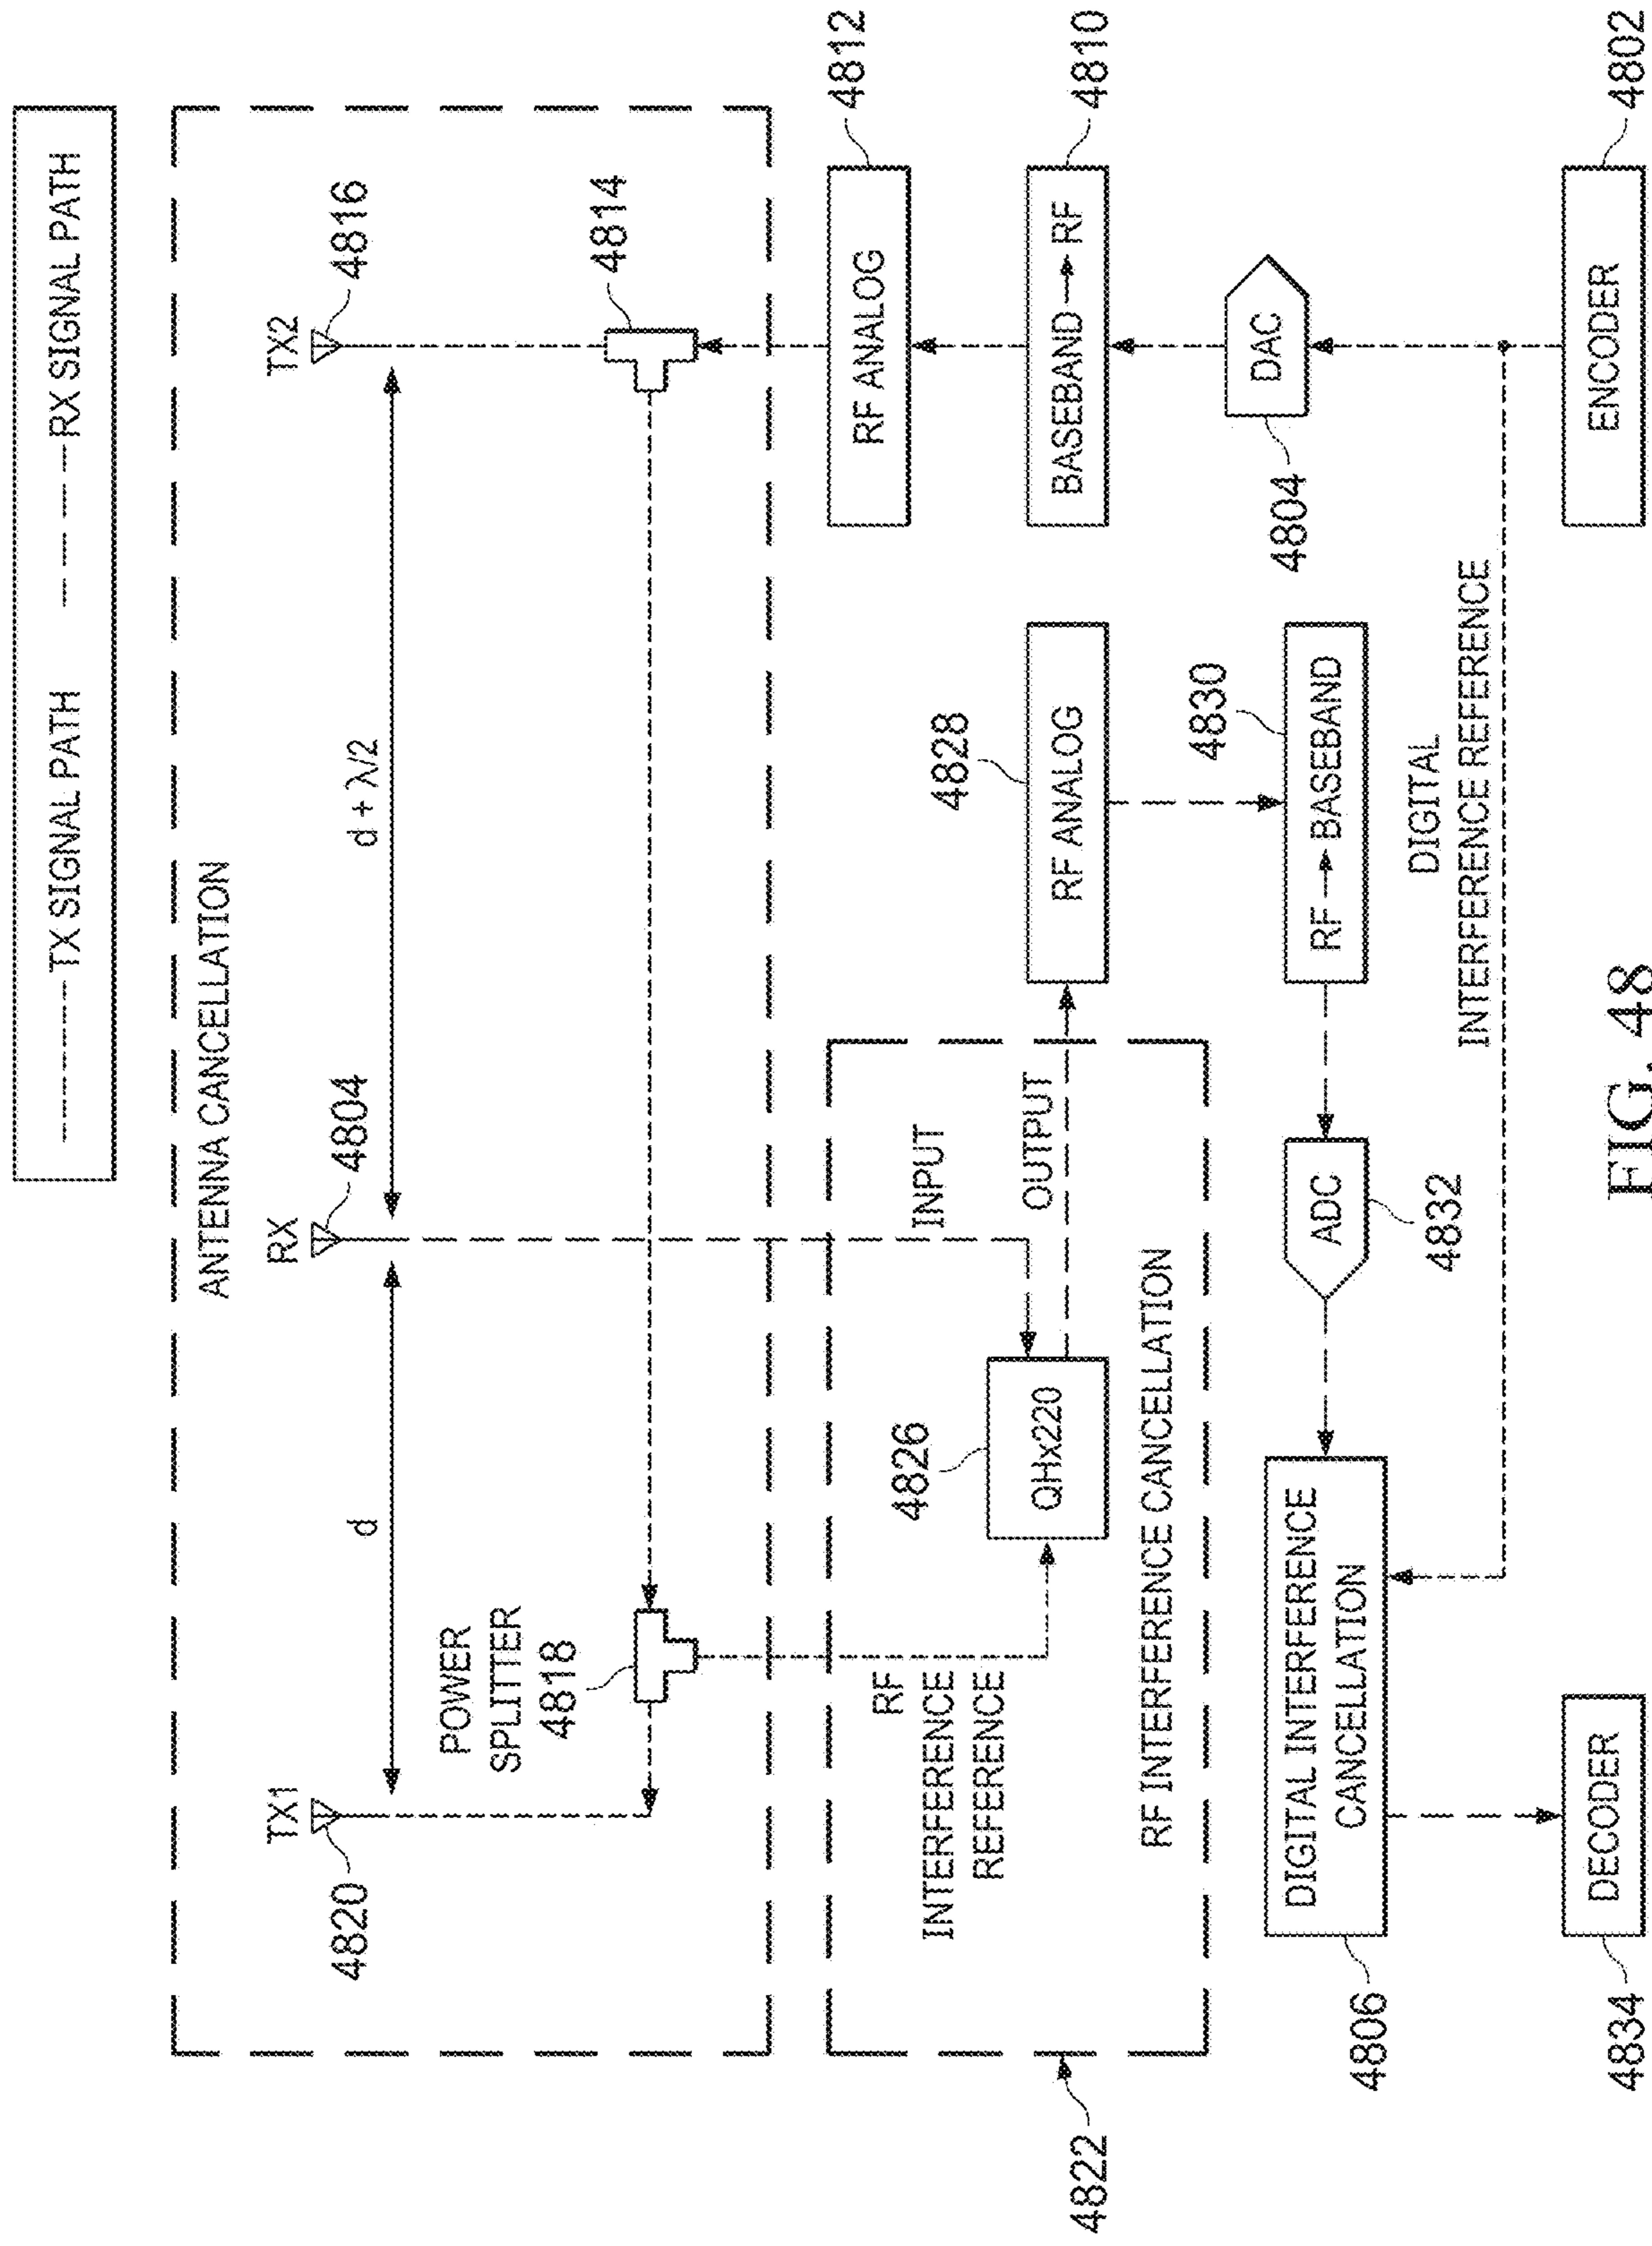 TX SIGNAL PATH
RX SIGNAL PATH
ANTENNA CANCELLATION
TX1
4820
RX
4804
TX2
4816
d
d + λ/2
POWER
SPLITTER
4818
4814
RF
INTERFERENCE
REFERENCE
4826
QHx220
INPUT
OUTPUT
RF INTERFERENCE CANCELLATION
4822
4828
RF ANALOG
RF ANALOG
4812
BASEBAND → RF
4810
4830
RF → BASEBAND
DAC
4804
ADC
4832
DIGITAL INTERFERENCE
CANCELLATION
4806
DIGITAL
INTERFERENCE REFERENCE
DECODER
4834
ENCODER
4802
FIG. 48